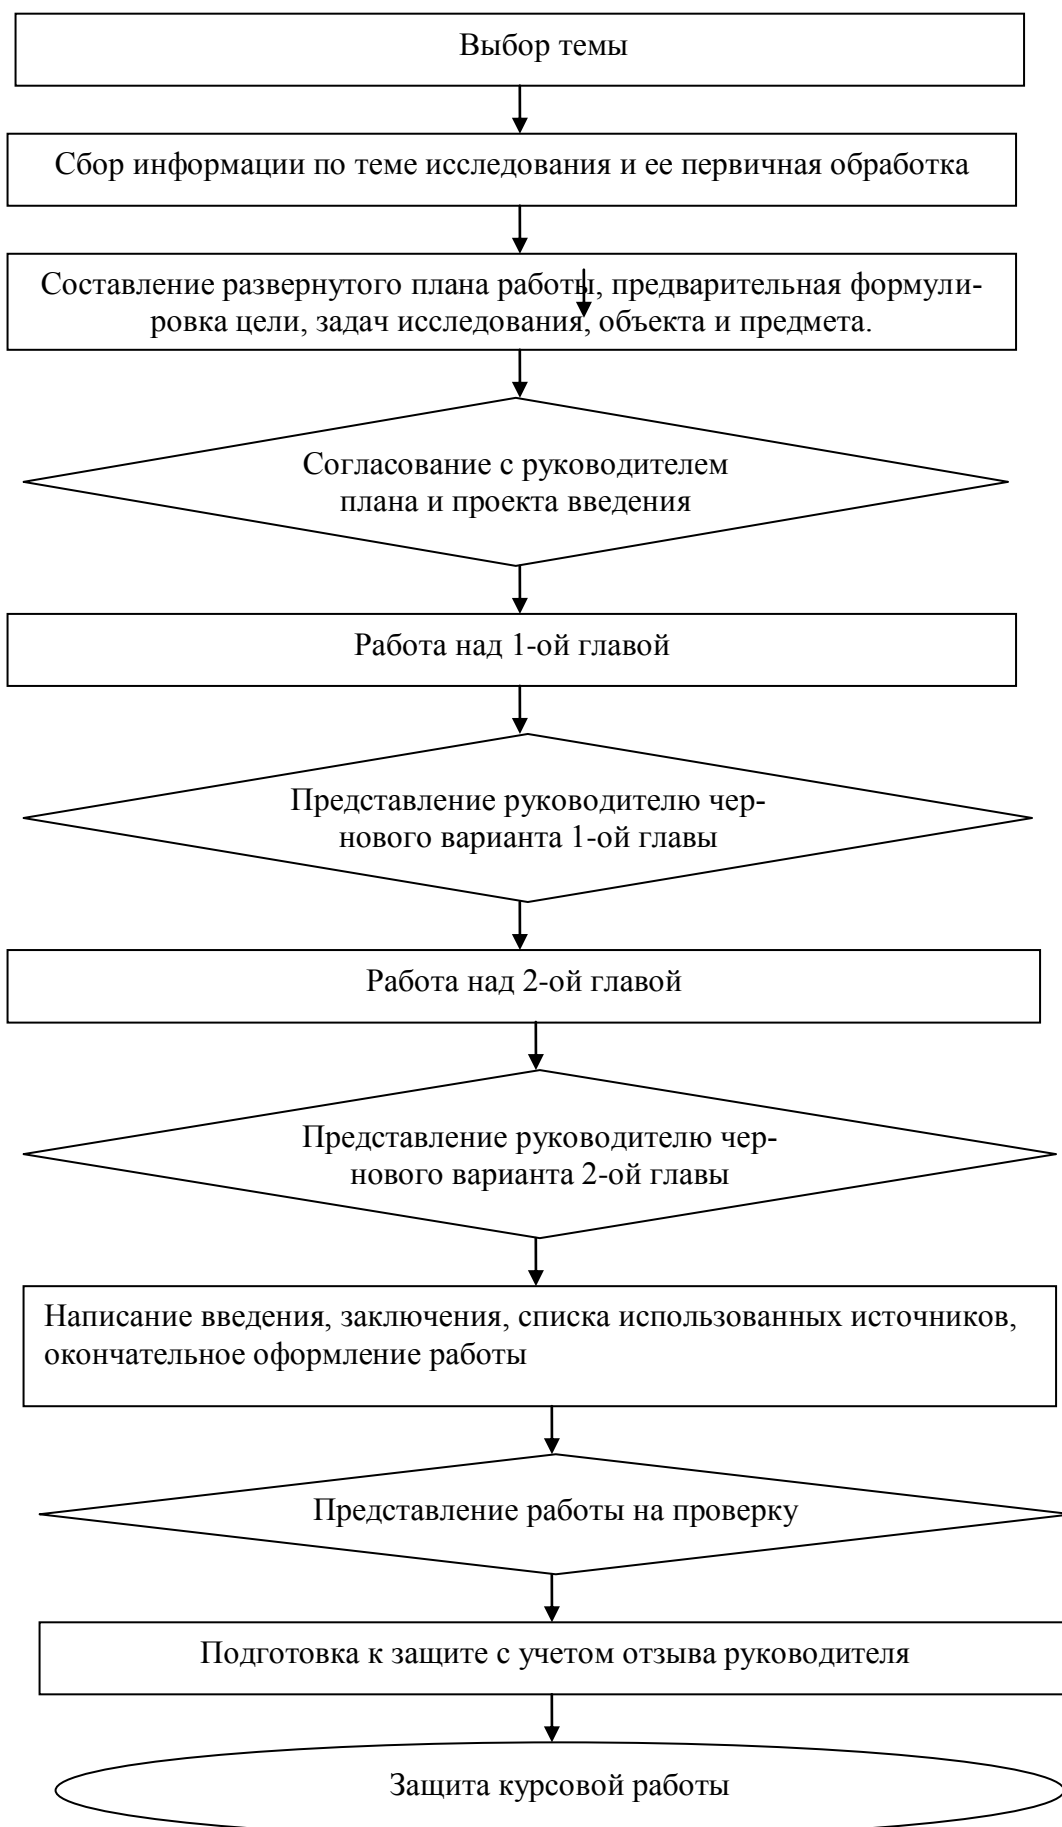 Выбор темы
Сбор информации по теме исследования и ее первичная обработка
Составление развернутого плана работы, предварительная формули-
ровка цели, задач исследования, объекта и предмета.
Согласование с руководителем
плана и проекта введения
Работа над 1-ой главой
Представление руководителю чер-
нового варианта 1-ой главы
Работа над 2-ой главой
Представление руководителю чер-
нового варианта 2-ой главы
Написание введения, заключения, списка использованных источников,
окончательное оформление работы
Представление работы на проверку
Подготовка к защите с учетом отзыва руководителя
Защита курсовой работы